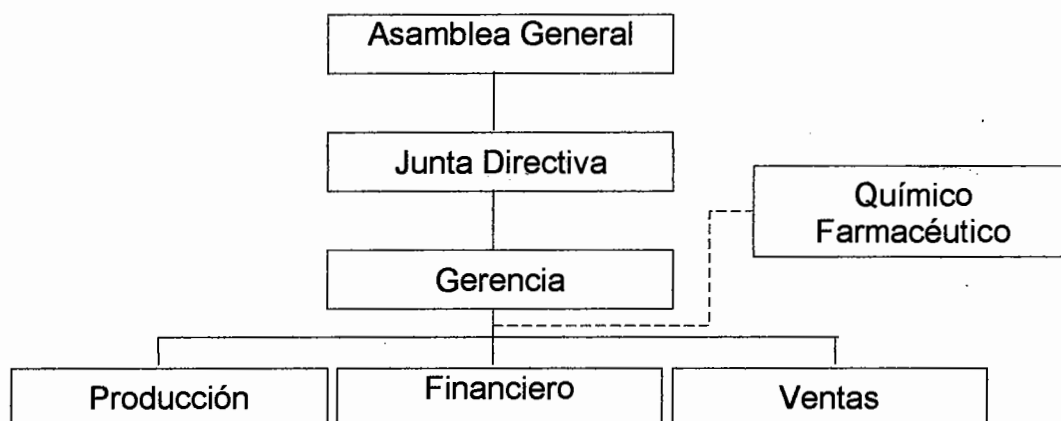 Asamblea General
Junta Directiva
Químico
Farmacéutico
Gerencia
Producción
Financiero
Ventas